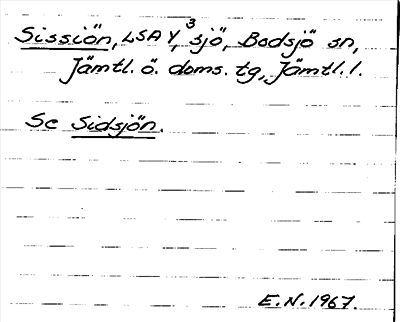 Sissiön, LSA Y, ³sjö, Bodsjö sn,
Jämtl. ö. doms. tg, Jämtl. l.
Se Sidsjön.
E.N. 1967.